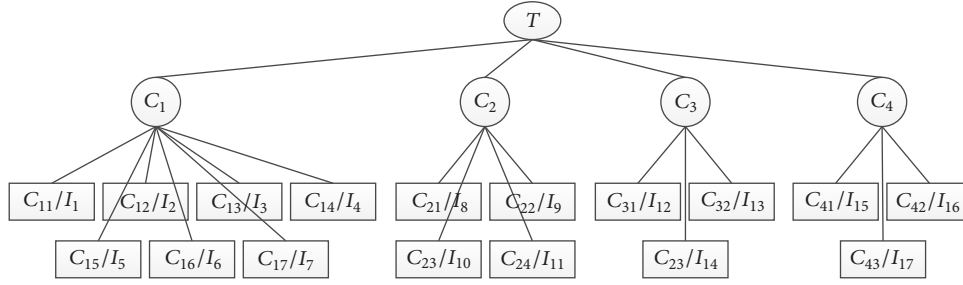 T
C₁ C₂ C₃ C₄
C₁₁/I₁ C₁₂/I₂ C₁₃/I₃ C₁₄/I₄ C₂₁/I₈ C₂₂/I₉ C₃₁/I₁₂ C₃₂/I₁₃ C₄₁/I₁₅ C₄₂/I₁₆
C₁₅/I₅ C₁₆/I₆ C₁₇/I₇ C₂₃/I₁₀ C₂₄/I₁₁ C₂₃/I₁₄ C₄₃/I₁₇